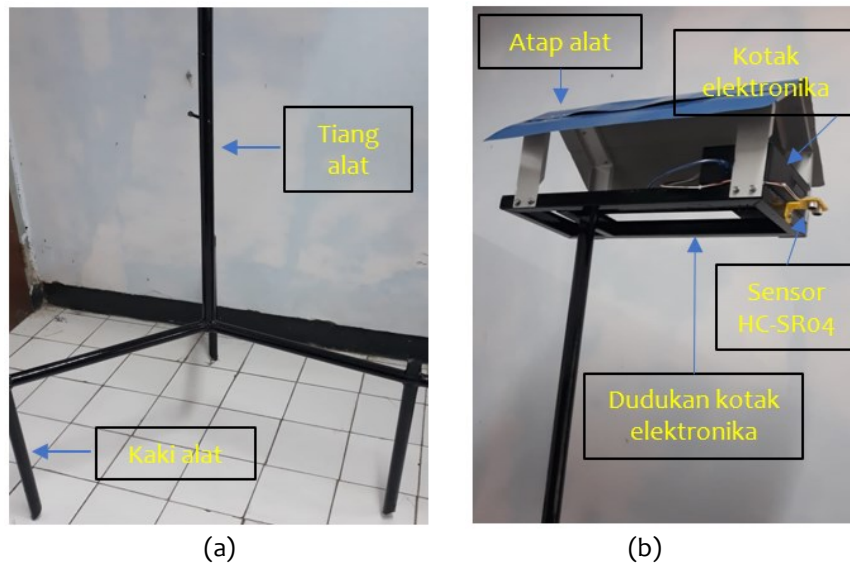 Tiang
alat
Kaki alat
(a)
Atap alat
Kotak
elektronika
Sensor
HC-SR04
Dudukan kotak
elektronika
(b)